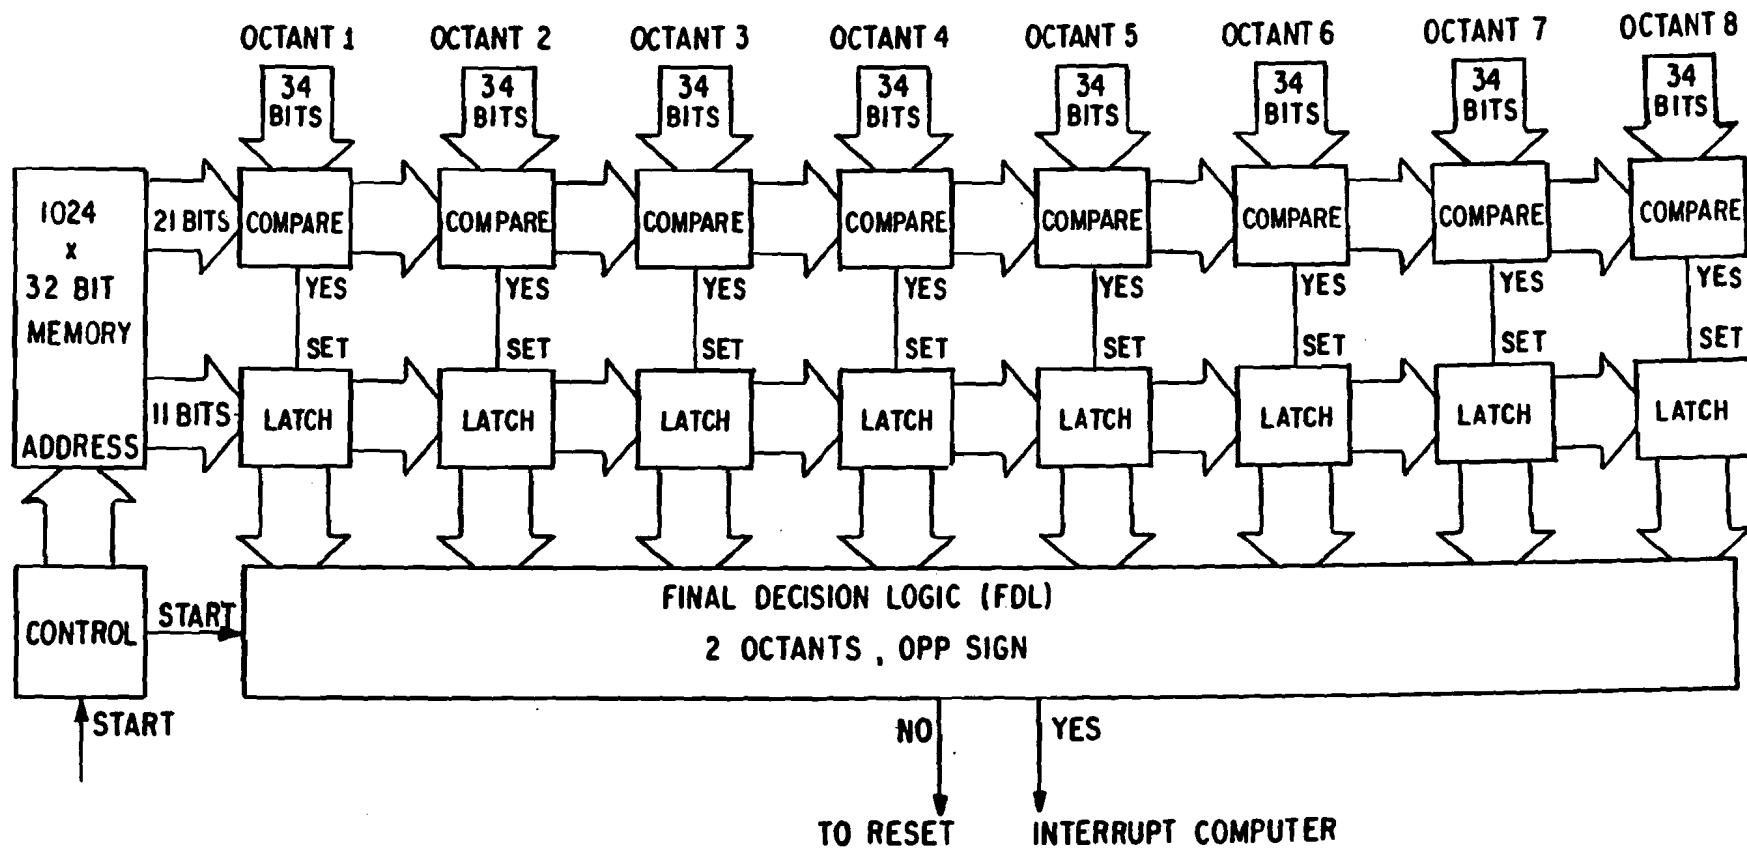 OCTANT 1 OCTANT 2 OCTANT 3 OCTANT 4 OCTANT 5 OCTANT 6 OCTANT 7 OCTANT 8
34 34 34 34 34 34 34 34
BITS BITS BITS BITS BITS BITS BITS BITS
1024
x
32 BIT
MEMORY
ADDRESS
21 BITS COMPARE COMPARE COMPARE COMPARE COMPARE COMPARE COMPARE COMPARE
YES YES YES YES YES YES YES YES
SET SET SET SET SET SET SET SET
11 BITS LATCH LATCH LATCH LATCH LATCH LATCH LATCH LATCH
CONTROL
START
START
FINAL DECISION LOGIC (FDL)
2 OCTANTS , OPP SIGN
NO YES
TO RESET INTERRUPT COMPUTER